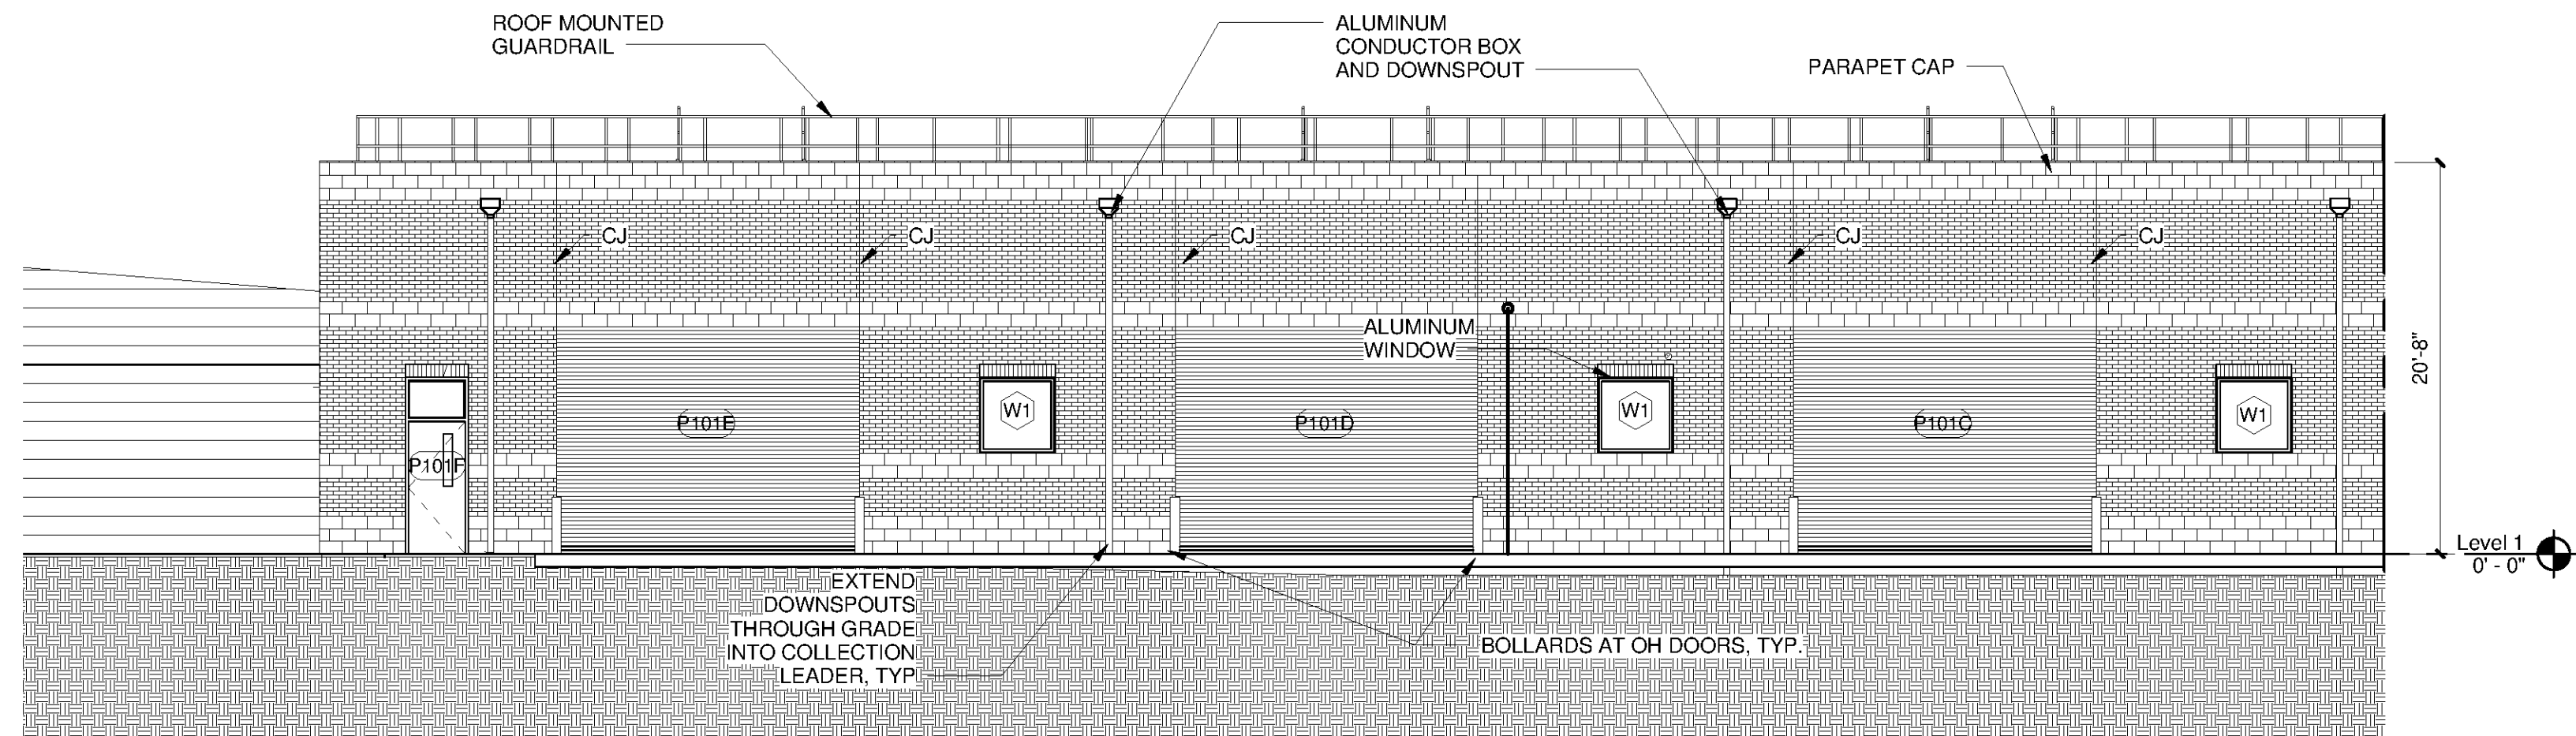 ROOF MOUNTED
GUARDRAIL
ALUMINUM
CONDUCTOR BOX
AND DOWNSPOUT
PARAPET CAP
CJ
CJ
CJ
CJ
CJ
ALUMINUM
WINDOW
20'-8"
P101E
W1
P101D
W1
P101C
W1
P101F
Level 1
0' - 0"
EXTEND
DOWNSPOUTS
THROUGH GRADE
INTO COLLECTION
LEADER, TYP
BOLLARDS AT OH DOORS, TYP.